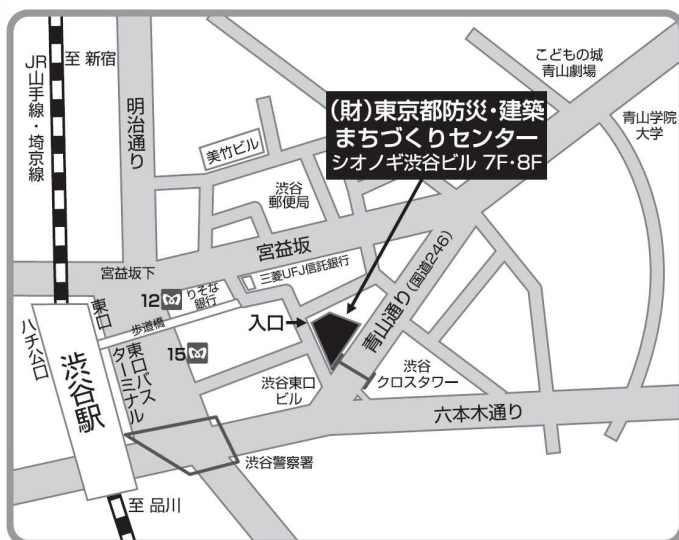 至 新宿
JR山手線・埼京線
明治通り
こどもの城
青山劇場
青山学院
大学
(財)東京都防災・建築
まちづくりセンター
シオノギ渋谷ビル 7F・8F
美竹ビル
渋谷
郵便局
宮益坂
宮益坂下
三菱UFJ信託銀行
青山通り(国道246)
12
りそな
銀行
東口
歩道橋
入口→
15
ハチ公口
渋谷駅
東口バス
ターミナル
渋谷東口
ビル
渋谷
クロスタワー
六本木通り
渋谷警察署
至 品川